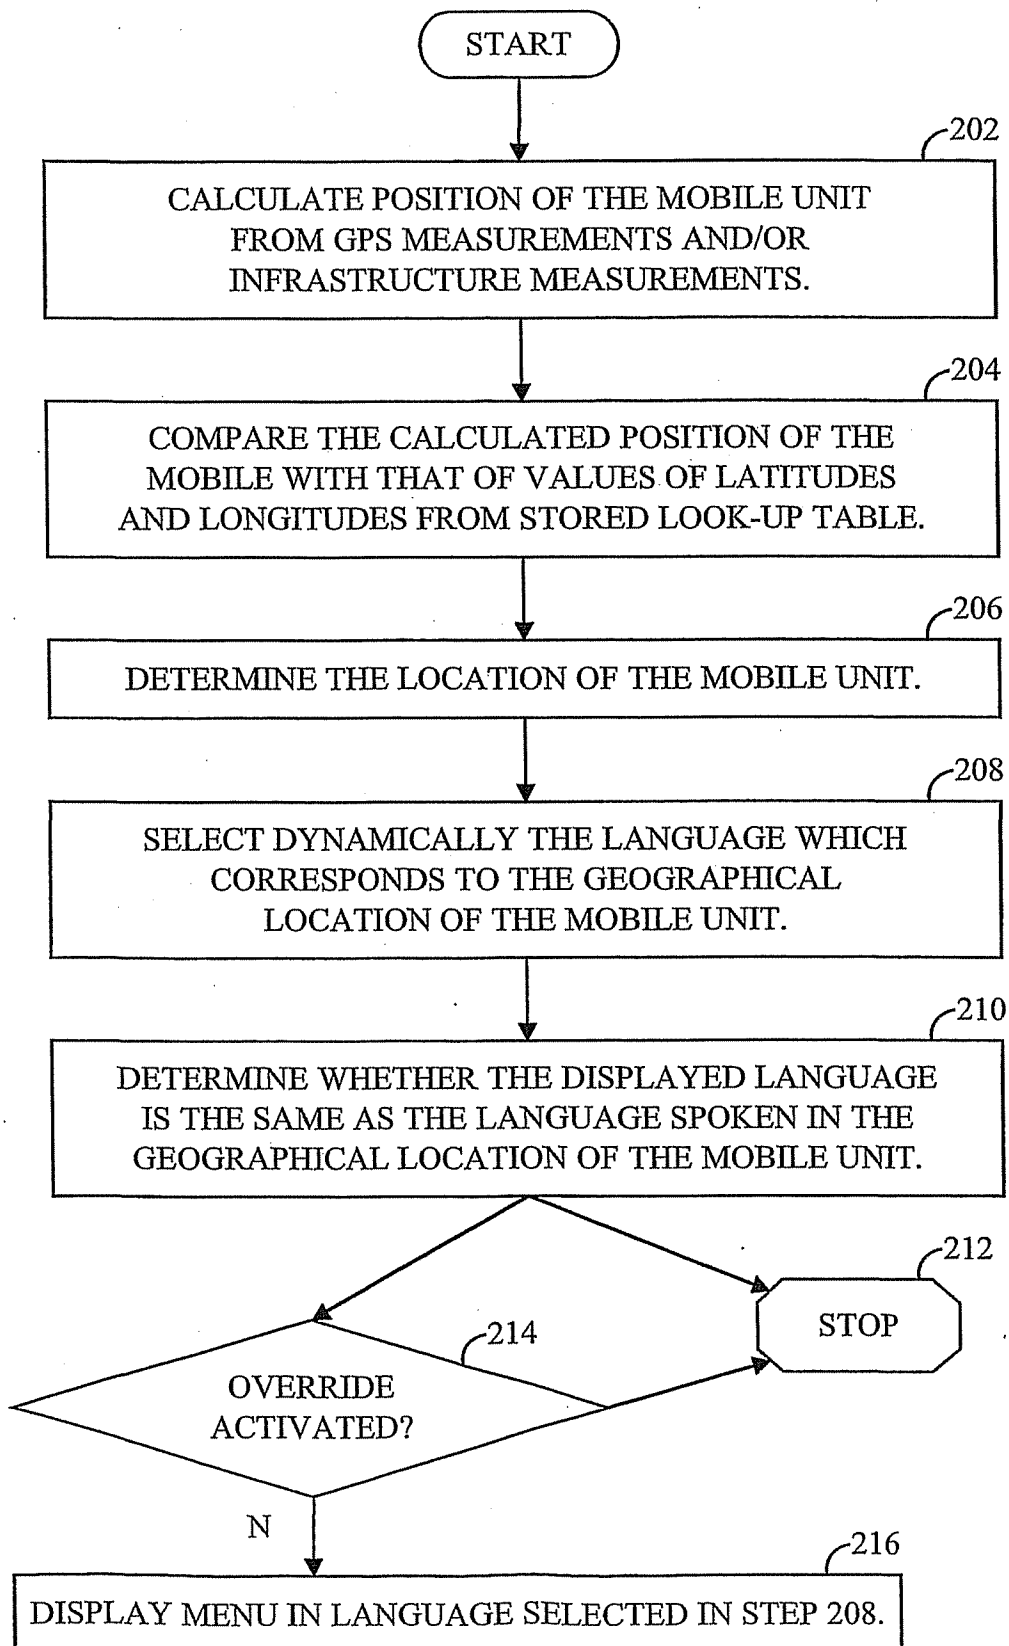 START
202
CALCULATE POSITION OF THE MOBILE UNIT
FROM GPS MEASUREMENTS AND/OR
INFRASTRUCTURE MEASUREMENTS.
204
COMPARE THE CALCULATED POSITION OF THE
MOBILE WITH THAT OF VALUES OF LATITUDES
AND LONGITUDES FROM STORED LOOK-UP TABLE.
206
DETERMINE THE LOCATION OF THE MOBILE UNIT.
208
SELECT DYNAMICALLY THE LANGUAGE WHICH
CORRESPONDS TO THE GEOGRAPHICAL
LOCATION OF THE MOBILE UNIT.
210
DETERMINE WHETHER THE DISPLAYED LANGUAGE
IS THE SAME AS THE LANGUAGE SPOKEN IN THE
GEOGRAPHICAL LOCATION OF THE MOBILE UNIT.
212
STOP
214
OVERRIDE
ACTIVATED?
N
216
DISPLAY MENU IN LANGUAGE SELECTED IN STEP 208.